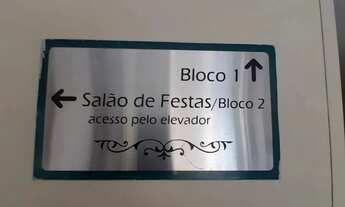 Bloco 1 ↑
← Salão de Festas/Bloco 2
acesso pelo elevador